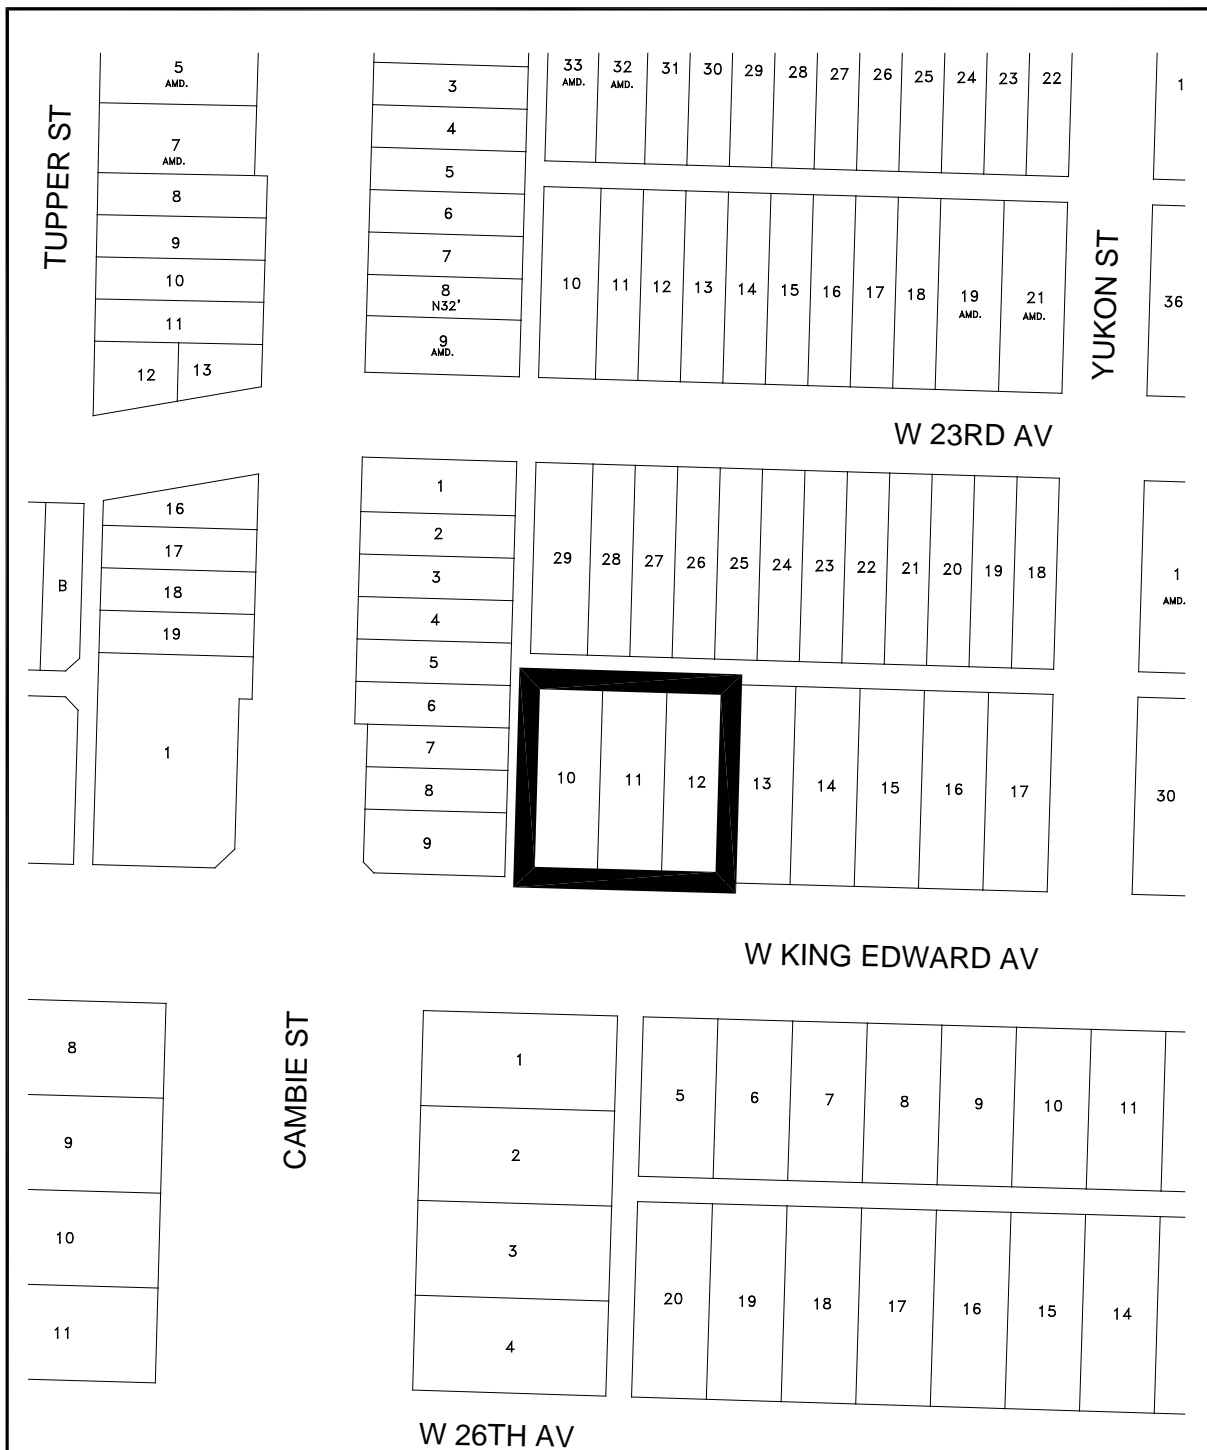 5
AMD.
7
AMD.
8
9
10
11
12 13
TUPPER ST
3
4
5
6
7
8
N32'
9
AMD.
33
AMD.
32
AMD.
31 30 29 28 27 26 25 24 23 22
1
10 11 12 13 14 15 16 17 18
19
AMD.
21
AMD.
YUKON ST
36
W 23RD AV
B
16
17
18
19
1
1
2
3
4
5
6
7
8
9
29 28 27 26 25 24 23 22 21 20 19 18
1
AMD.
10 11 12 13 14 15 16 17
30
W KING EDWARD AV
8
9
10
11
CAMBIE ST
1
2
3
4
5 6 7 8 9 10 11
20 19 18 17 16 15 14
W 26TH AV